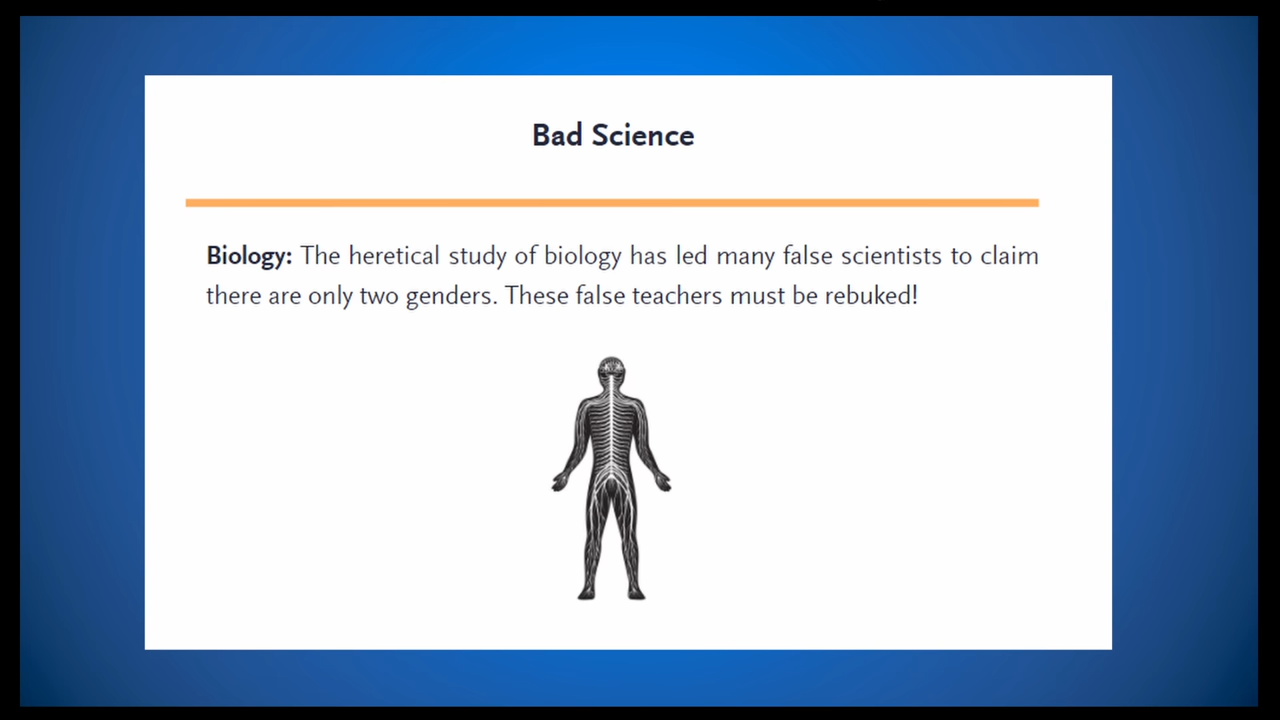 Bad Science
Biology: The heretical study of biology has led many false scientists to claim
there are only two genders. These false teachers must be rebuked!